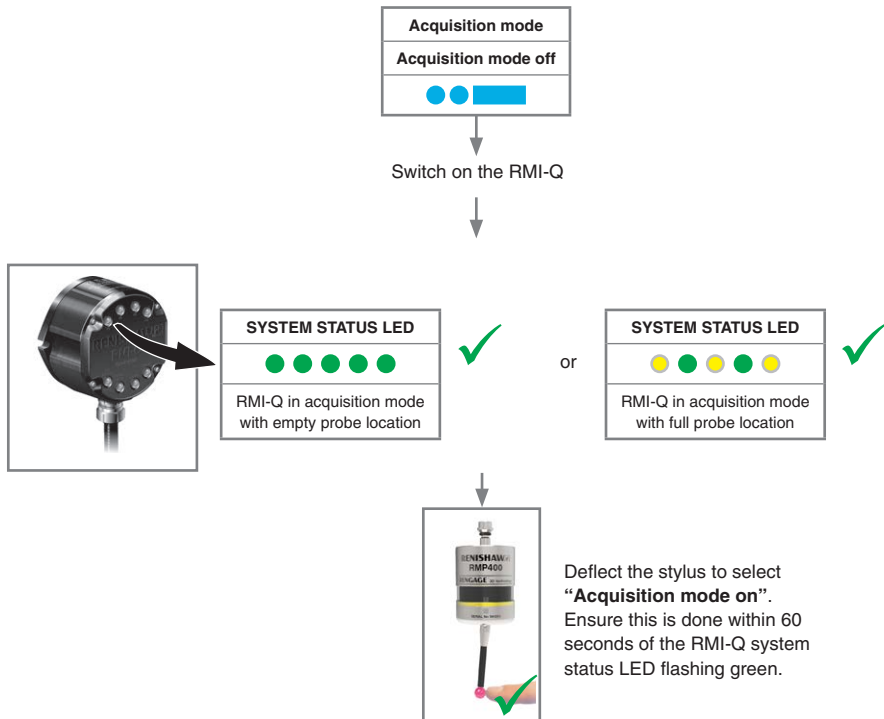 Acquisition mode
Acquisition mode off
Switch on the RMI-Q
SYSTEM STATUS LED
RMI-Q in acquisition mode
with empty probe location
or
SYSTEM STATUS LED
RMI-Q in acquisition mode
with full probe location
RENISHAW
RMP400
ENGAGE
Deflect the stylus to select
“Acquisition mode on”.
Ensure this is done within 60
seconds of the RMI-Q system
status LED flashing green.